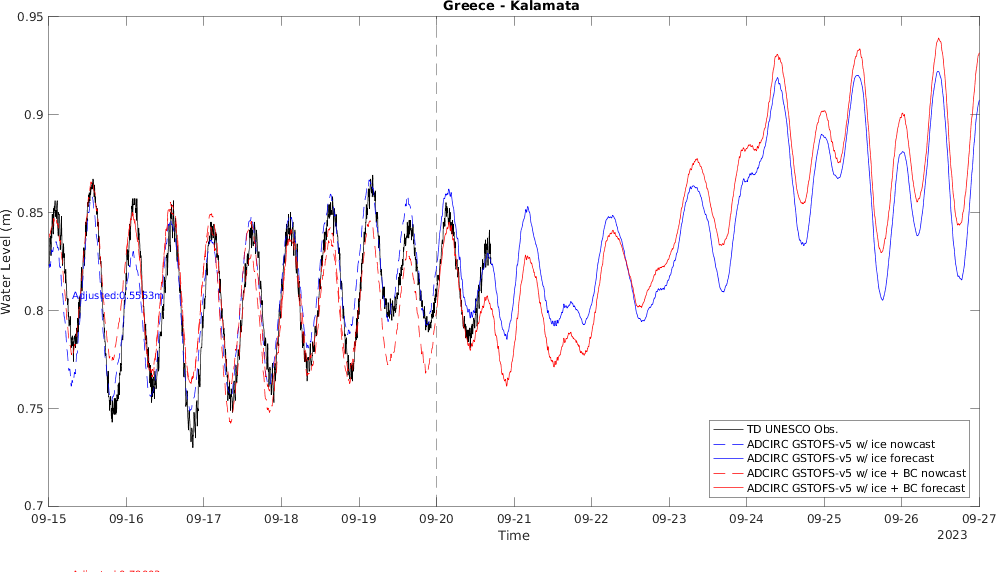 Greece - Kalamata
0.95
0.9
0.85
0.8
0.75
0.7
Water Level (m)
Adjusted:0.5563m
TD UNESCO Obs.
ADCIRC GSTOFS-v5 w/ ice nowcast
ADCIRC GSTOFS-v5 w/ ice forecast
ADCIRC GSTOFS-v5 w/ ice + BC nowcast
ADCIRC GSTOFS-v5 w/ ice + BC forecast
09-15 09-16 09-17 09-18 09-19 09-20 09-21 09-22 09-23 09-24 09-25 09-26 09-27
Time
2023